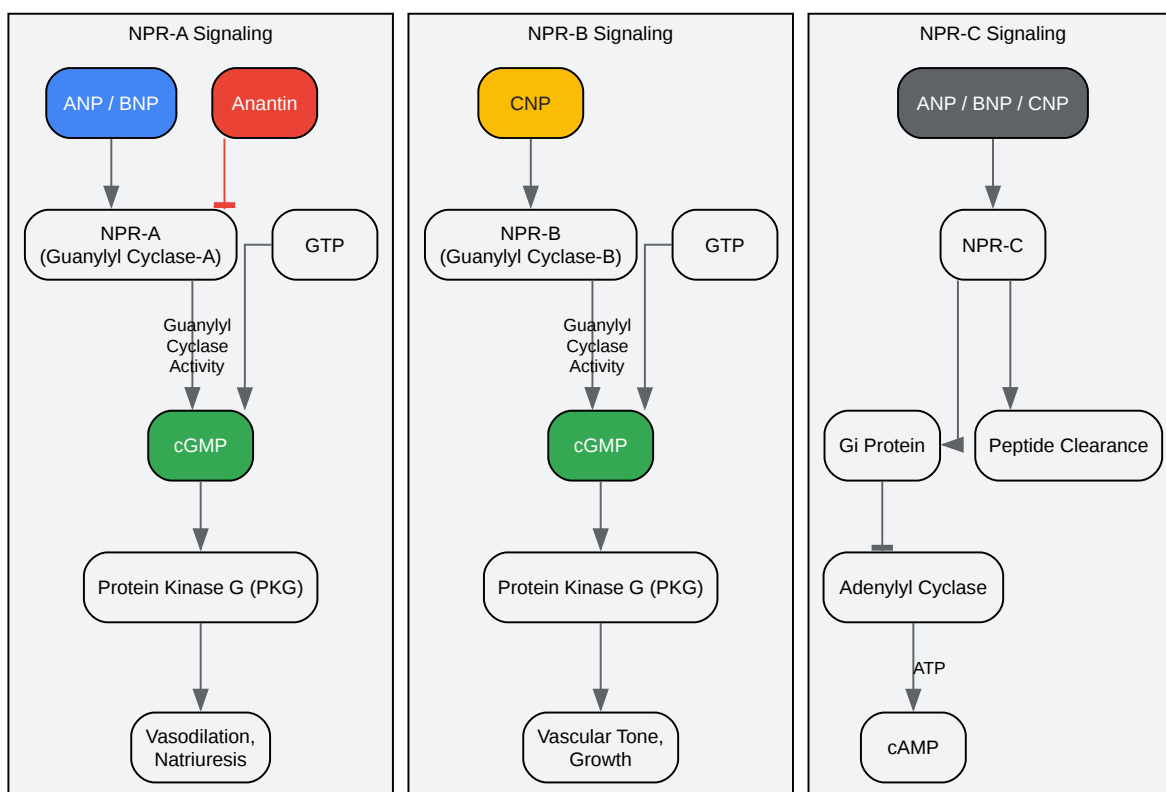 NPR-A Signaling
ANP / BNP
Anantin
NPR-A
(Guanylyl Cyclase-A)
GTP
Guanylyl
Cyclase
Activity
cGMP
Protein Kinase G (PKG)
Vasodilation,
Natriuresis
NPR-B Signaling
CNP
NPR-B
(Guanylyl Cyclase-B)
GTP
Guanylyl
Cyclase
Activity
cGMP
Protein Kinase G (PKG)
Vascular Tone,
Growth
NPR-C Signaling
ANP / BNP / CNP
NPR-C
Gi Protein
Peptide Clearance
Adenylyl Cyclase
ATP
cAMP